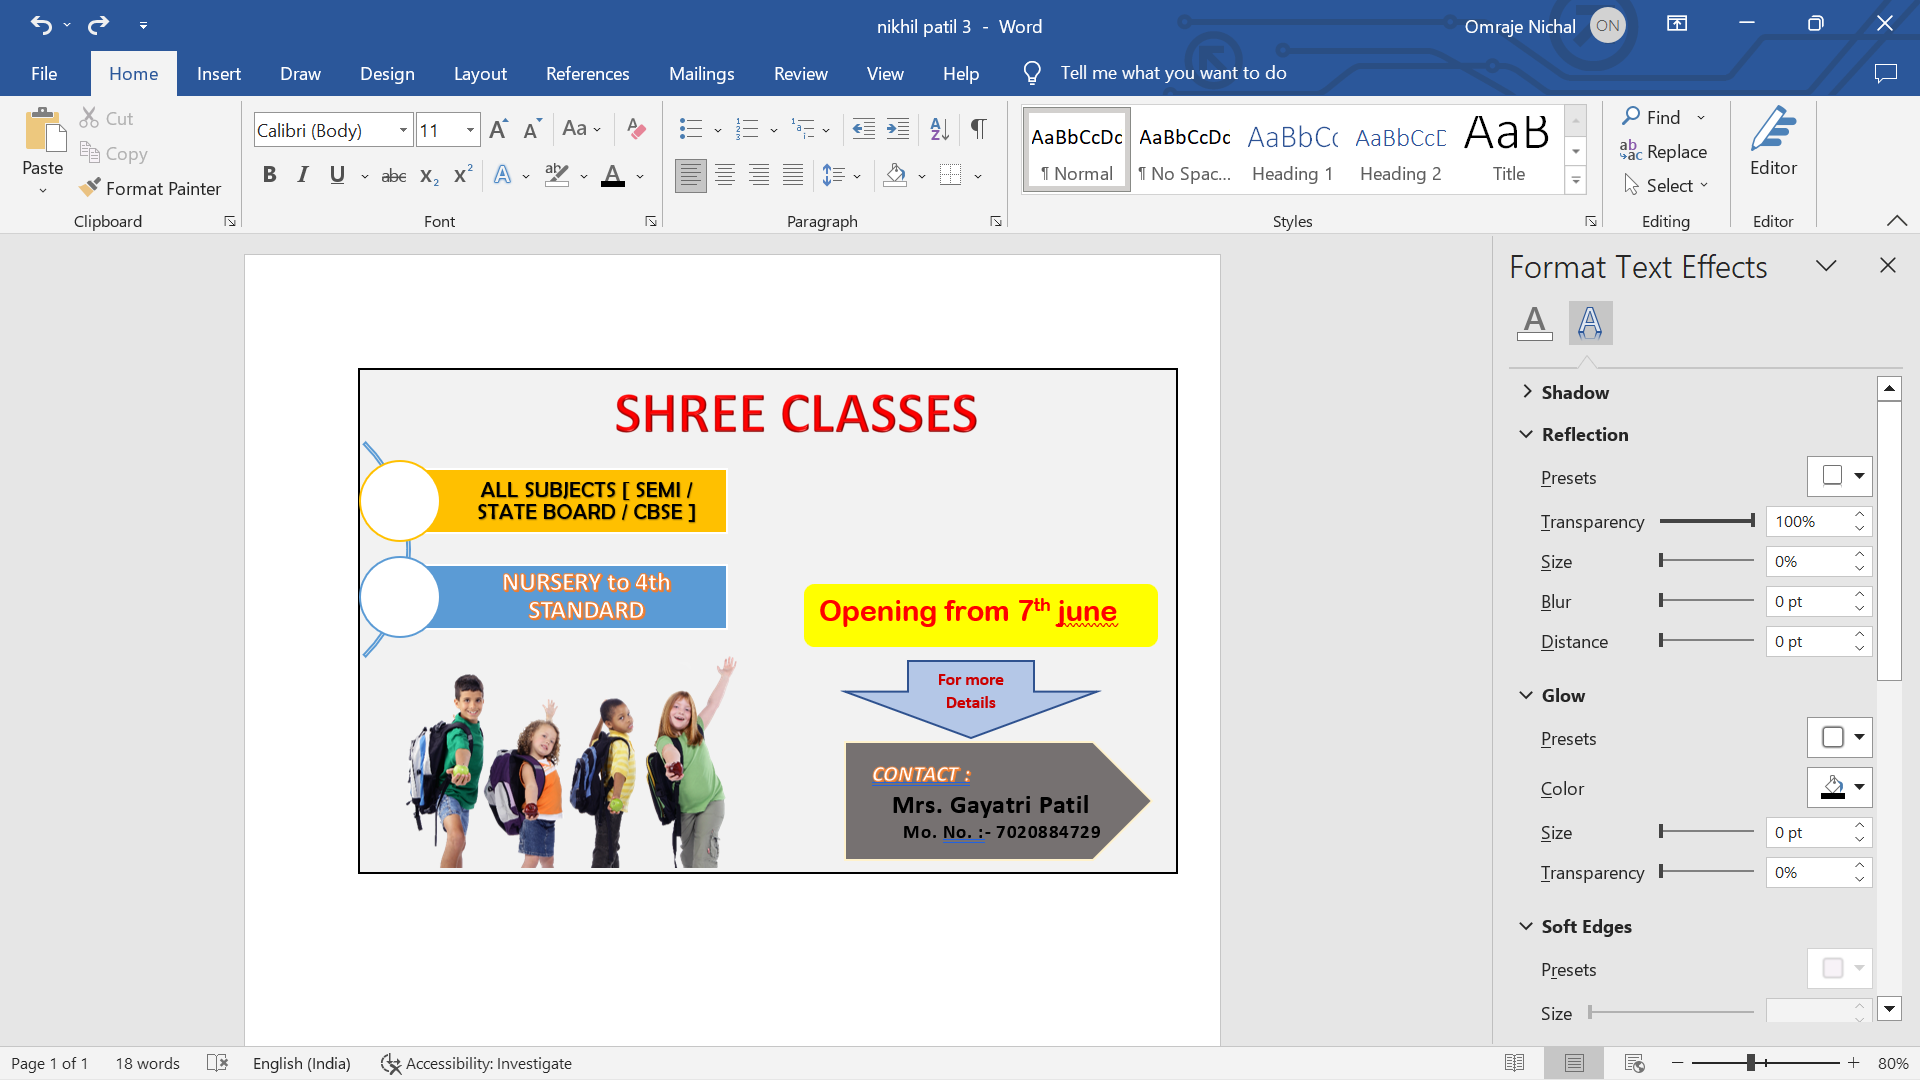 nikhil patil 3 - Word
Omraje Nichal ON
File Home Insert Draw Design Layout References Mailings Review View Help Tell me what you want to do
Paste
Cut
Copy
Format Painter
Clipboard
Calibri (Body) 11 A A Aa A
B I U abc X₂ X² A ab A
Font
Paragraph
AaBbCcDc AaBbCcDc AaBbCc AaBbCcD AaB
¶ Normal ¶ No Spac... Heading 1 Heading 2 Title
Styles
Find
Replace
Select
Editing
Editor
Editor
SHREE CLASSES
ALL SUBJECTS [ SEMI /
STATE BOARD / CBSE ]
NURSERY to 4th
STANDARD
Opening from 7th june
For more
Details
CONTACT :
Mrs. Gayatri Patil
Mo. No. :- 7020884729
Format Text Effects
A A
Shadow
Reflection
Presets
Transparency 100%
Size 0%
Blur 0 pt
Distance 0 pt
Glow
Presets
Color
Size 0 pt
Transparency 0%
Soft Edges
Presets
Size
Page 1 of 1 18 words English (India) Accessibility: Investigate 80%